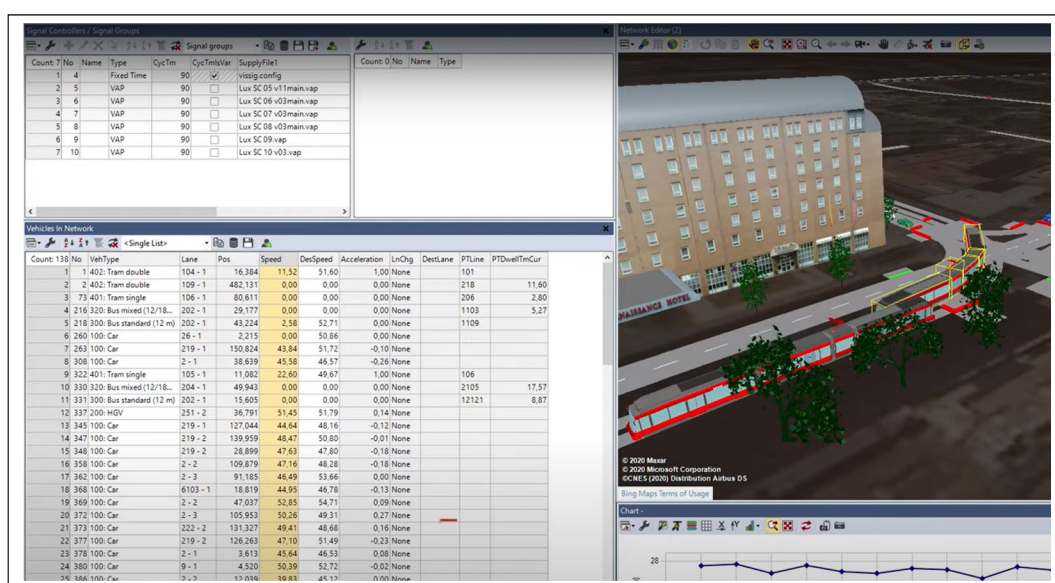 Signal Controllers / Signal Groups
Signal groups
Count: 7 No Name Type CycTm CycTmIsVar SupplyFile1
1 4 Fixed Time 90 vissig.config
2 5 VAP 90 Lux SC 05 v11main.vap
3 6 VAP 90 Lux SC 06 v03main.vap
4 7 VAP 90 Lux SC 07 v03main.vap
5 8 VAP 90 Lux SC 08 v03main.vap
6 9 VAP 90 Lux SC 09.vap
7 10 VAP 90 Lux SC 10 v03.vap
Count: 0 No Name Type
Vehicles In Network
<Single List>
Count: 138 No VehType Lane Pos Speed DesSpeed Acceleration LnChg DestLane PTLine PTDwellTmCur
1 1 402: Tram double 104 - 1 16,384 11,52 51,60 1,00 None 101
2 2 402: Tram double 109 - 1 482,131 0,00 0,00 0,00 None 218 11,60
3 73 401: Tram single 106 - 1 80,611 0,00 0,00 0,00 None 206 2,80
4 216 320: Bus mixed (12/18... 202 - 1 29,177 0,00 0,00 0,00 None 1103 5,27
5 218 300: Bus standard (12 m) 202 - 1 43,224 2,58 52,71 0,00 None 1109
6 260 100: Car 26 - 1 2,215 0,00 50,86 0,00 None
7 263 100: Car 219 - 1 150,824 43,84 51,72 -0,10 None
8 308 100: Car 2 - 1 38,639 45,58 46,57 -0,26 None
9 322 401: Tram single 105 - 1 11,082 22,60 49,67 1,00 None 106
10 330 320: Bus mixed (12/18... 204 - 1 49,943 0,00 0,00 0,00 None 2105 17,57
11 331 300: Bus standard (12 m) 202 - 1 15,605 0,00 0,00 0,00 None 12121 8,87
12 337 200: HGV 251 - 2 36,791 51,45 51,79 0,14 None
13 345 100: Car 219 - 1 127,044 44,64 48,16 -0,12 None
14 347 100: Car 219 - 2 139,959 48,47 50,80 -0,01 None
15 348 100: Car 219 - 2 28,899 47,63 47,80 -0,18 None
16 358 100: Car 2 - 2 109,879 47,16 48,28 -0,18 None
17 362 100: Car 2 - 3 91,185 46,49 53,66 0,00 None
18 368 100: Car 6103 - 1 18,819 44,95 46,78 -0,13 None
19 369 100: Car 2 - 2 47,037 52,85 54,71 0,09 None
20 372 100: Car 2 - 3 105,953 50,26 49,31 0,27 None
21 373 100: Car 222 - 2 131,327 49,41 48,68 0,16 None
22 377 100: Car 219 - 2 126,263 47,10 51,49 -0,23 None
23 378 100: Car 2 - 1 3,613 45,64 46,53 0,08 None
24 380 100: Car 9 - 1 4,520 50,39 52,72 -0,02 None
25 386 100: Car 2 - 2 12,039 39,83 45,12 0,00 None
Network Editor (2)
RENAISSANCE HOTEL
© 2020 Maxar
© 2020 Microsoft Corporation
©CNES (2020) Distribution Airbus DS
Bing Maps Terms of Usage
Chart -
28